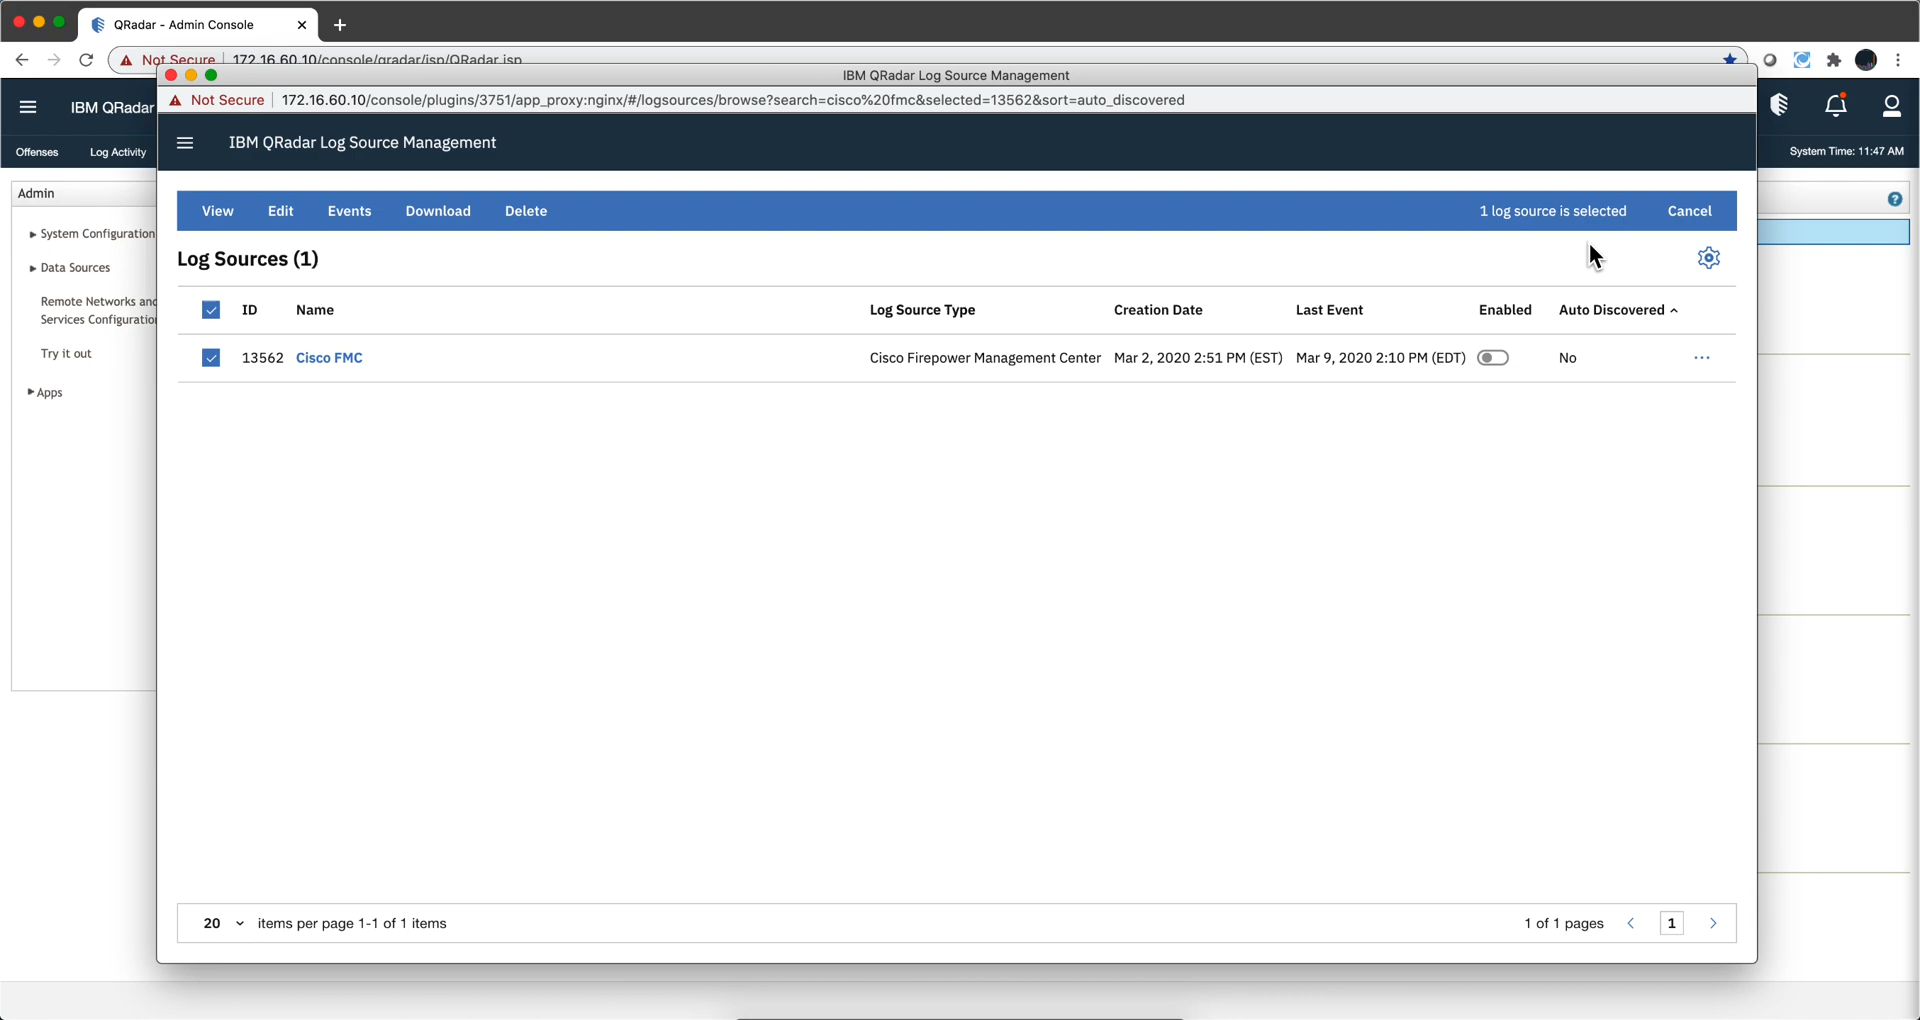 QRadar - Admin Console
Not Secure 172.16.60.10/console/qradar/jsp/QRadar.jsp
IBM QRadar Log Source Management
Not Secure 172.16.60.10/console/plugins/3751/app_proxy:nginx/#/logsources/browse?search=cisco%20fmc&selected=13562&sort=auto_discovered
IBM QRadar
IBM QRadar Log Source Management
Offenses Log Activity
System Time: 11:47 AM
Admin
System Configuration
Data Sources
Remote Networks and
Services Configuration
Try it out
Apps
View Edit Events Download Delete 1 log source is selected Cancel
Log Sources (1)
ID Name Log Source Type Creation Date Last Event Enabled Auto Discovered
13562 Cisco FMC Cisco Firepower Management Center Mar 2, 2020 2:51 PM (EST) Mar 9, 2020 2:10 PM (EDT) No
20 items per page 1-1 of 1 items 1 of 1 pages 1